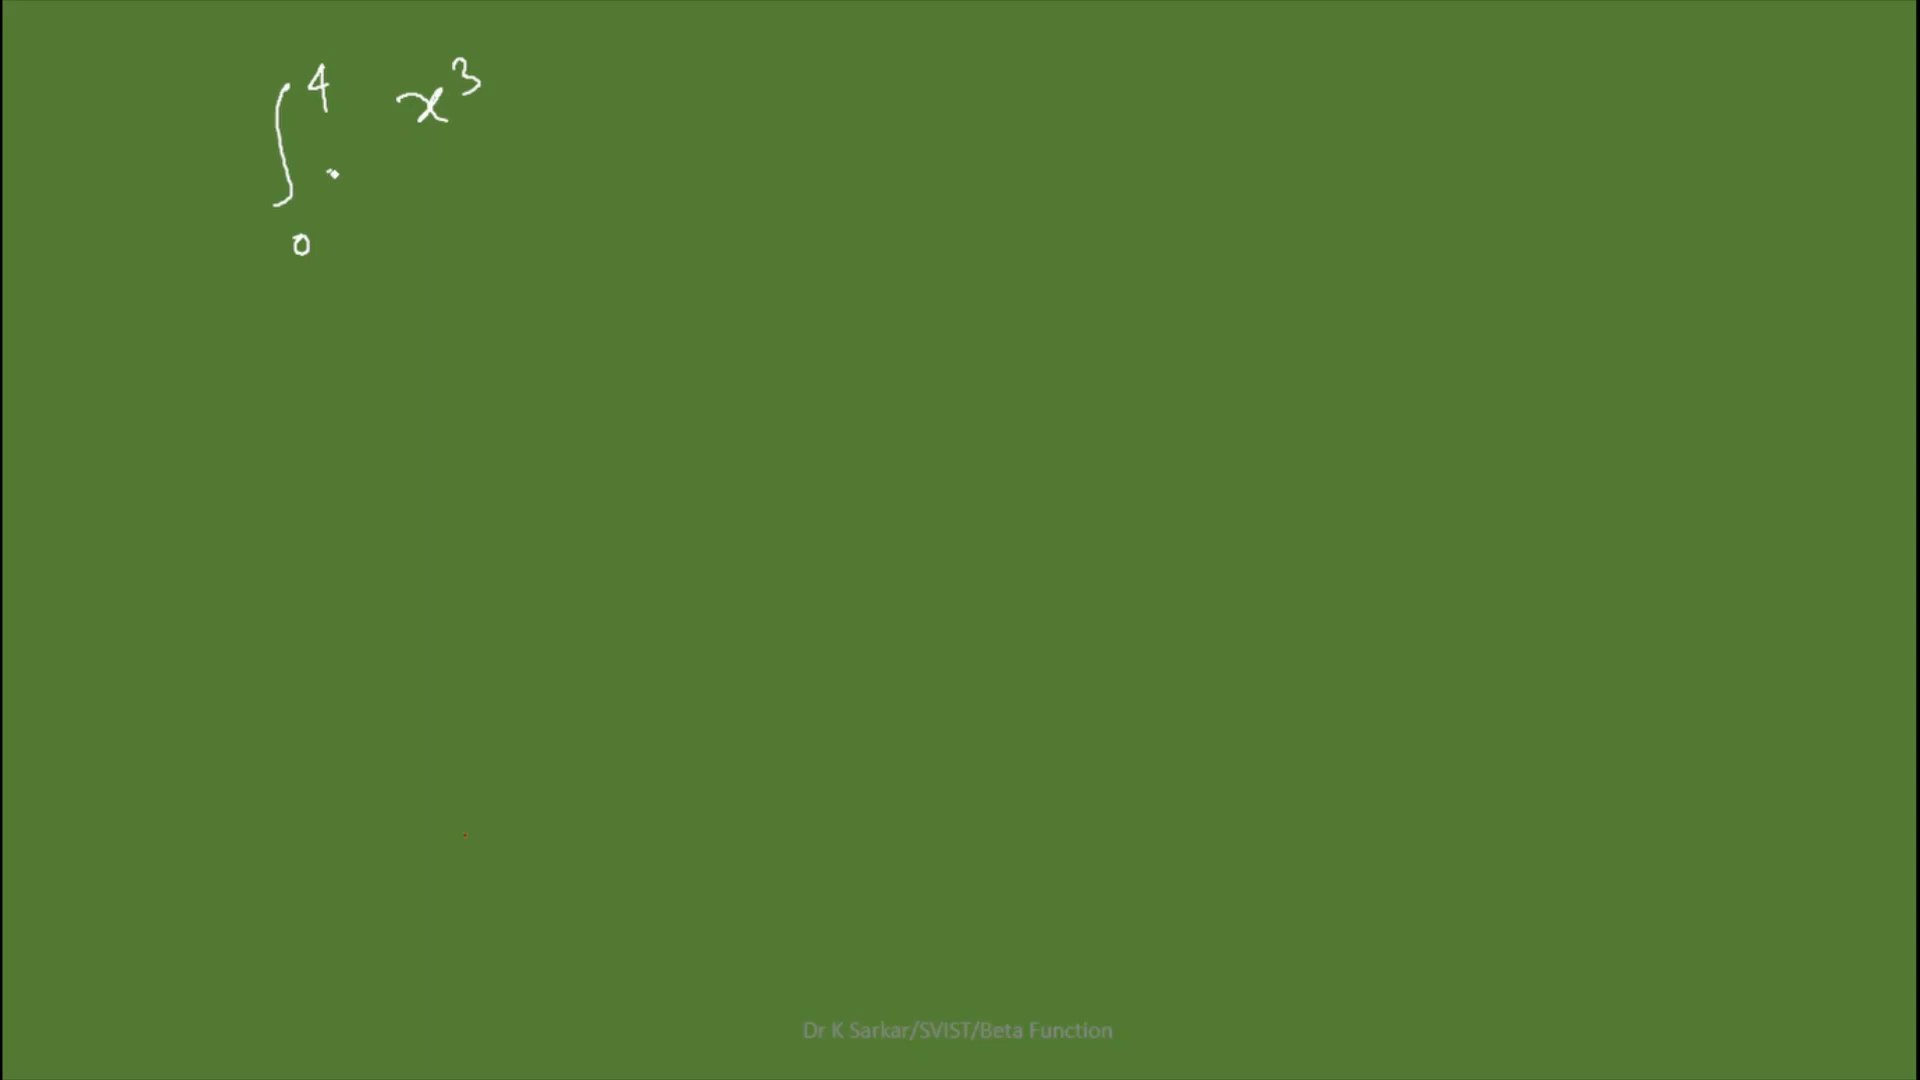 ∫₀⁴ x³
Dr K Sarkar/SVIST/Beta Function